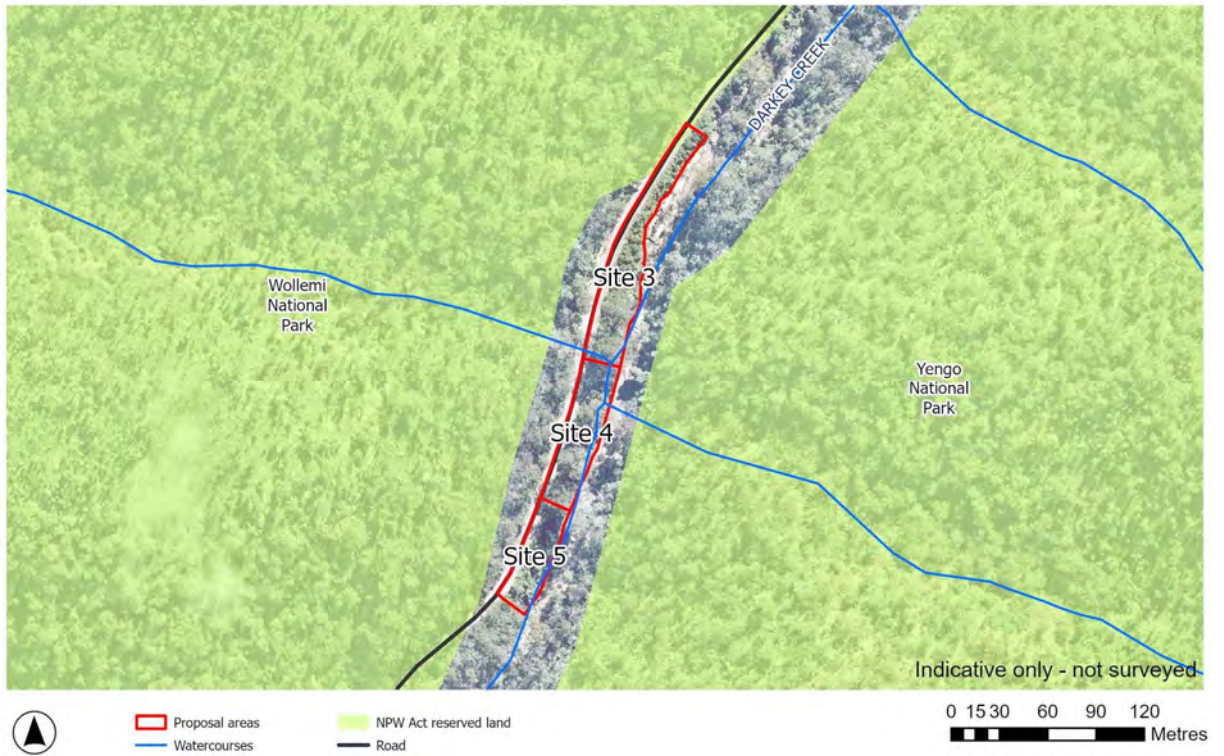 DARKEY CREEK
Site 3
Wollemi
National
Park
Yengo
National
Park
Site 4
Site 5
Indicative only - not surveyed
Proposal areas
NPW Act reserved land
Watercourses
Road
0 15 30 60 90 120
Metres